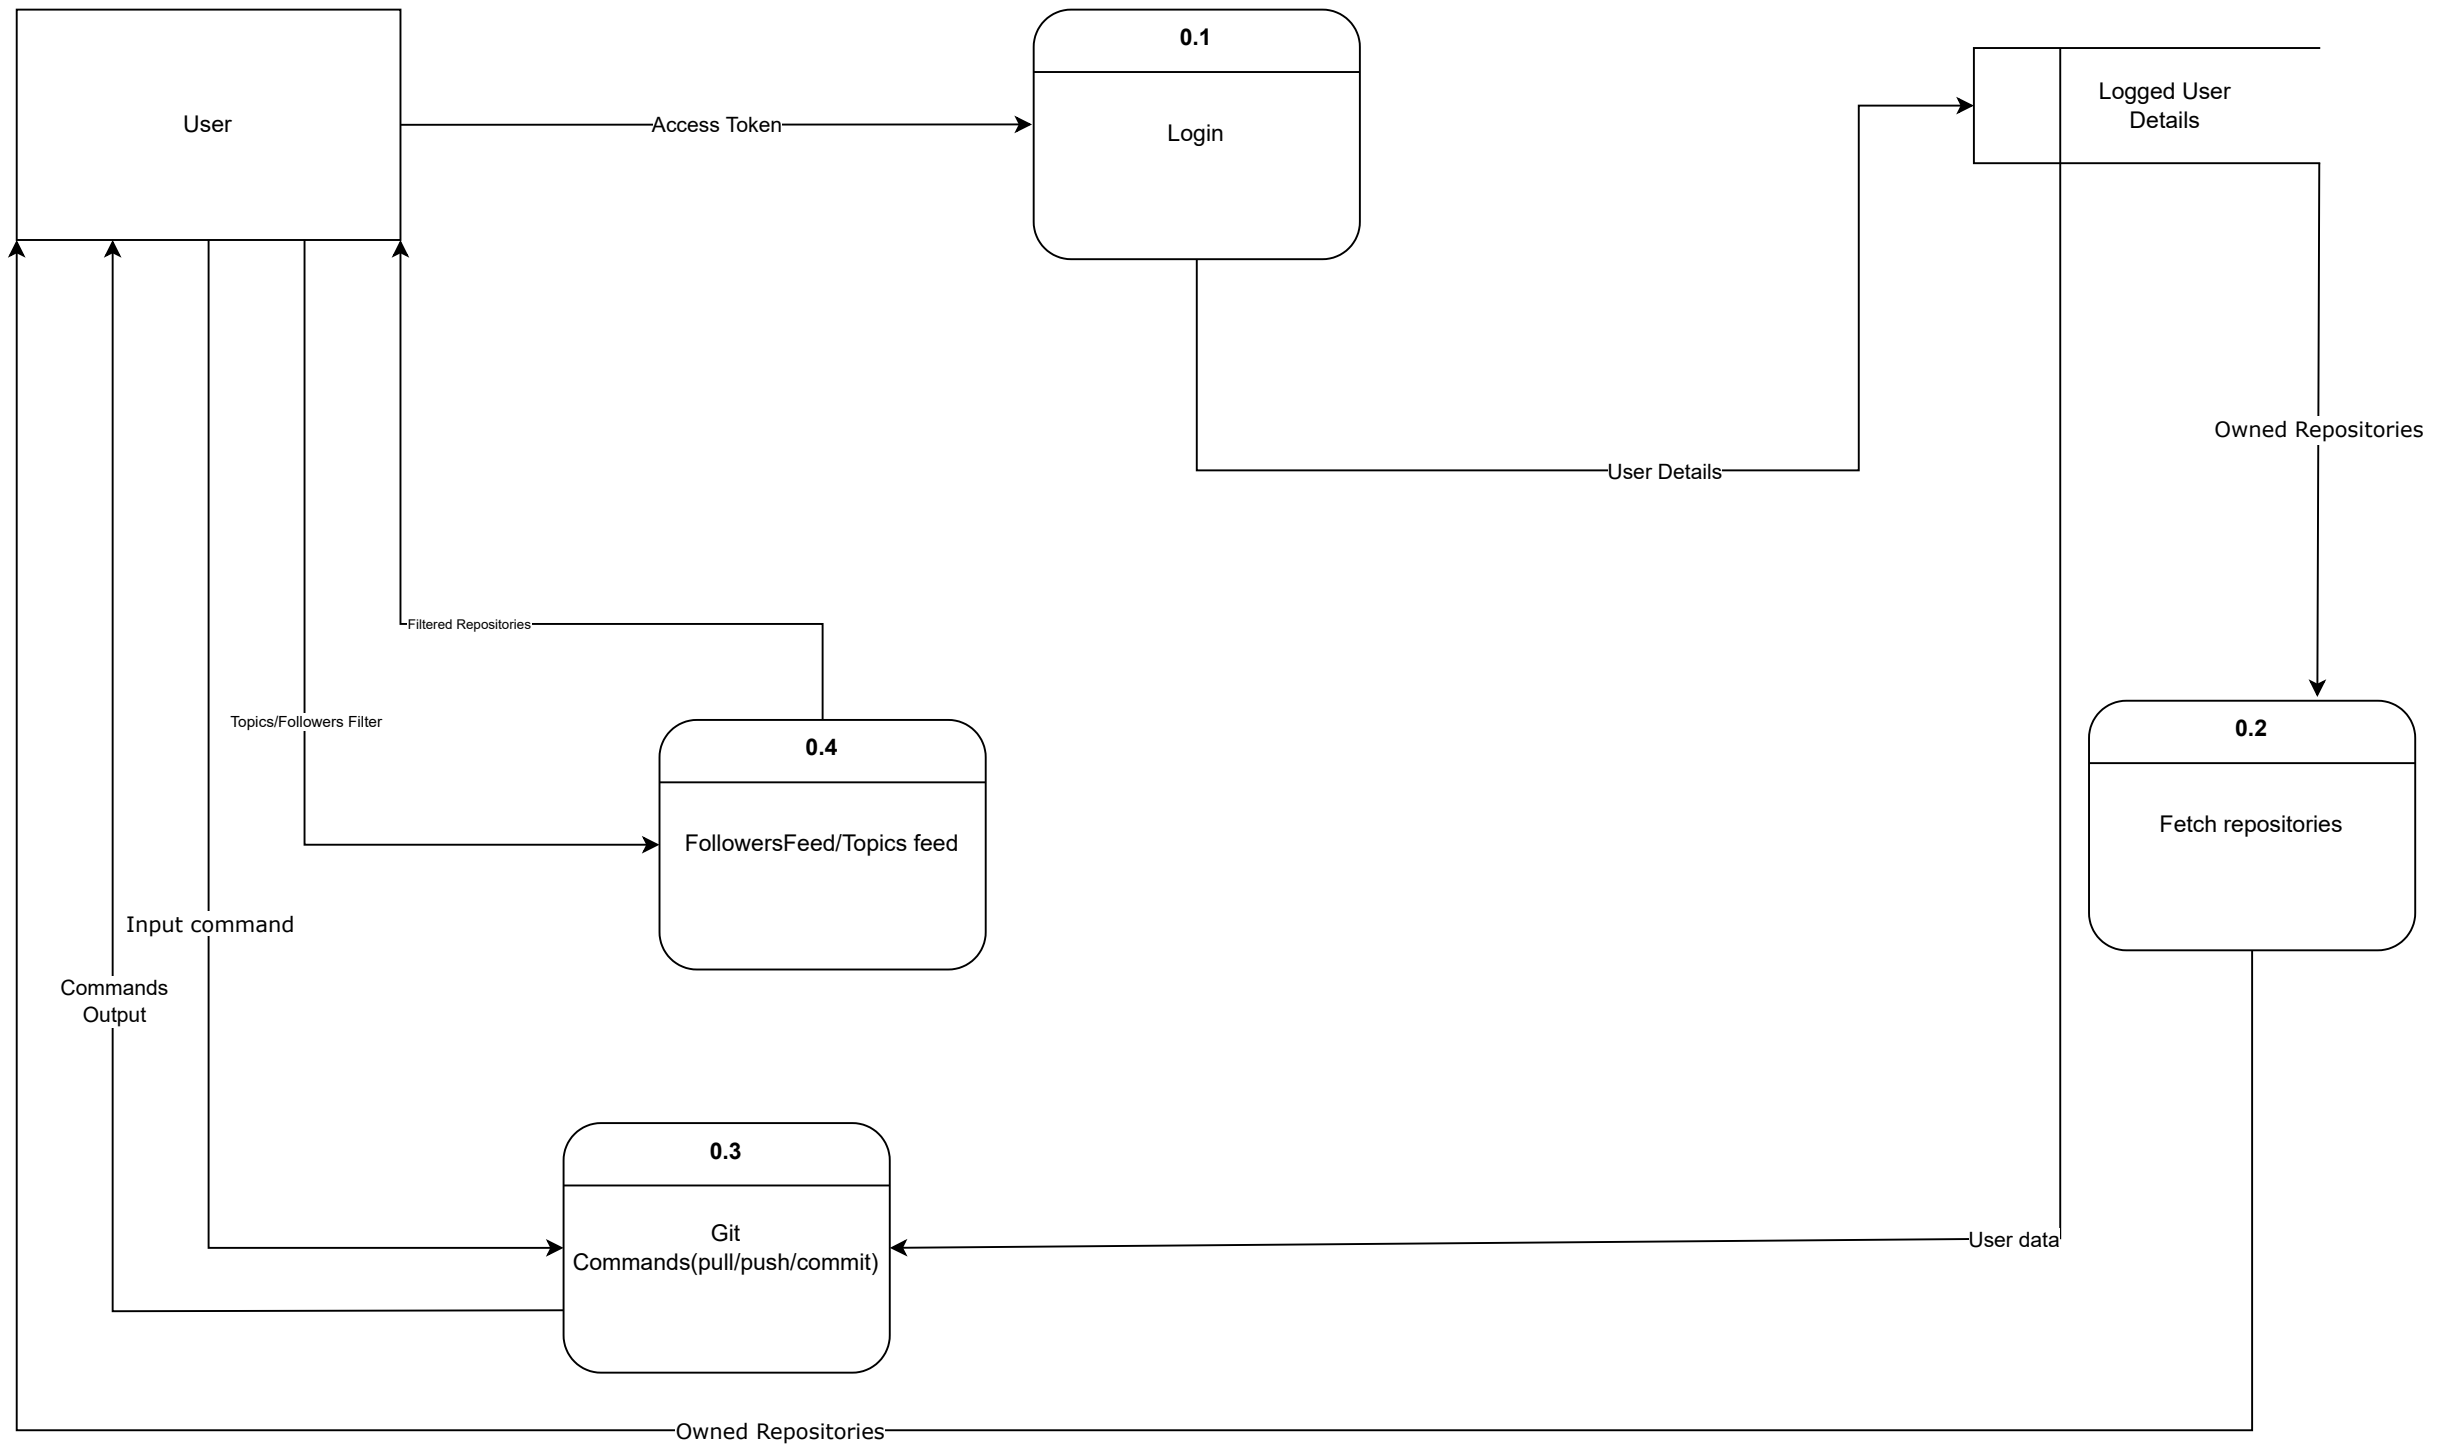 0.1
User
Access Token
Login
Logged User
Details
Owned Repositories
User Details
Filtered Repositories
Topics/Followers Filter
0.4
FollowersFeed/Topics feed
0.2
Fetch repositories
Input command
Commands
Output
0.3
Git
Commands(pull/push/commit)
User data
Owned Repositories